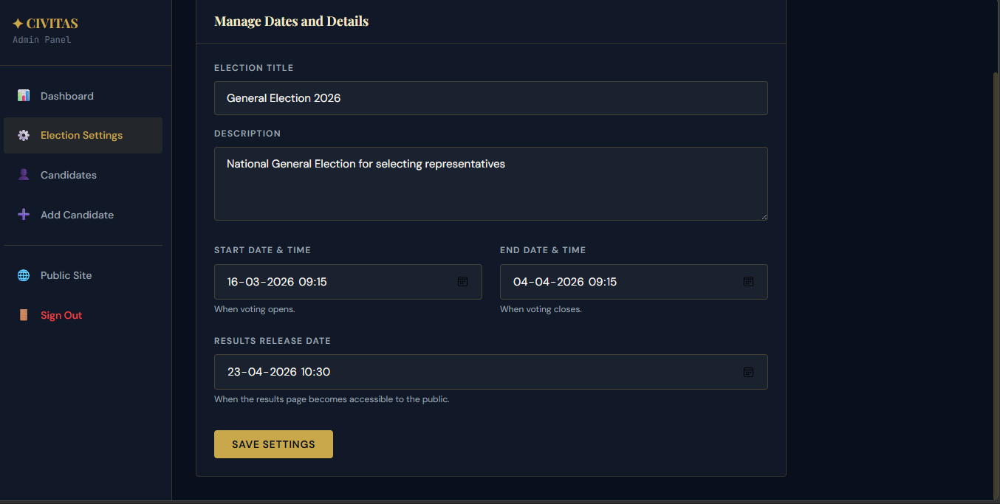 ✦ CIVITAS
Admin Panel
Dashboard
Election Settings
Candidates
Add Candidate
Public Site
Sign Out
Manage Dates and Details
ELECTION TITLE
General Election 2026
DESCRIPTION
National General Election for selecting representatives
START DATE & TIME
END DATE & TIME
16-03-2026 09:15
04-04-2026 09:15
When voting opens.
When voting closes.
RESULTS RELEASE DATE
23-04-2026 10:30
When the results page becomes accessible to the public.
SAVE SETTINGS